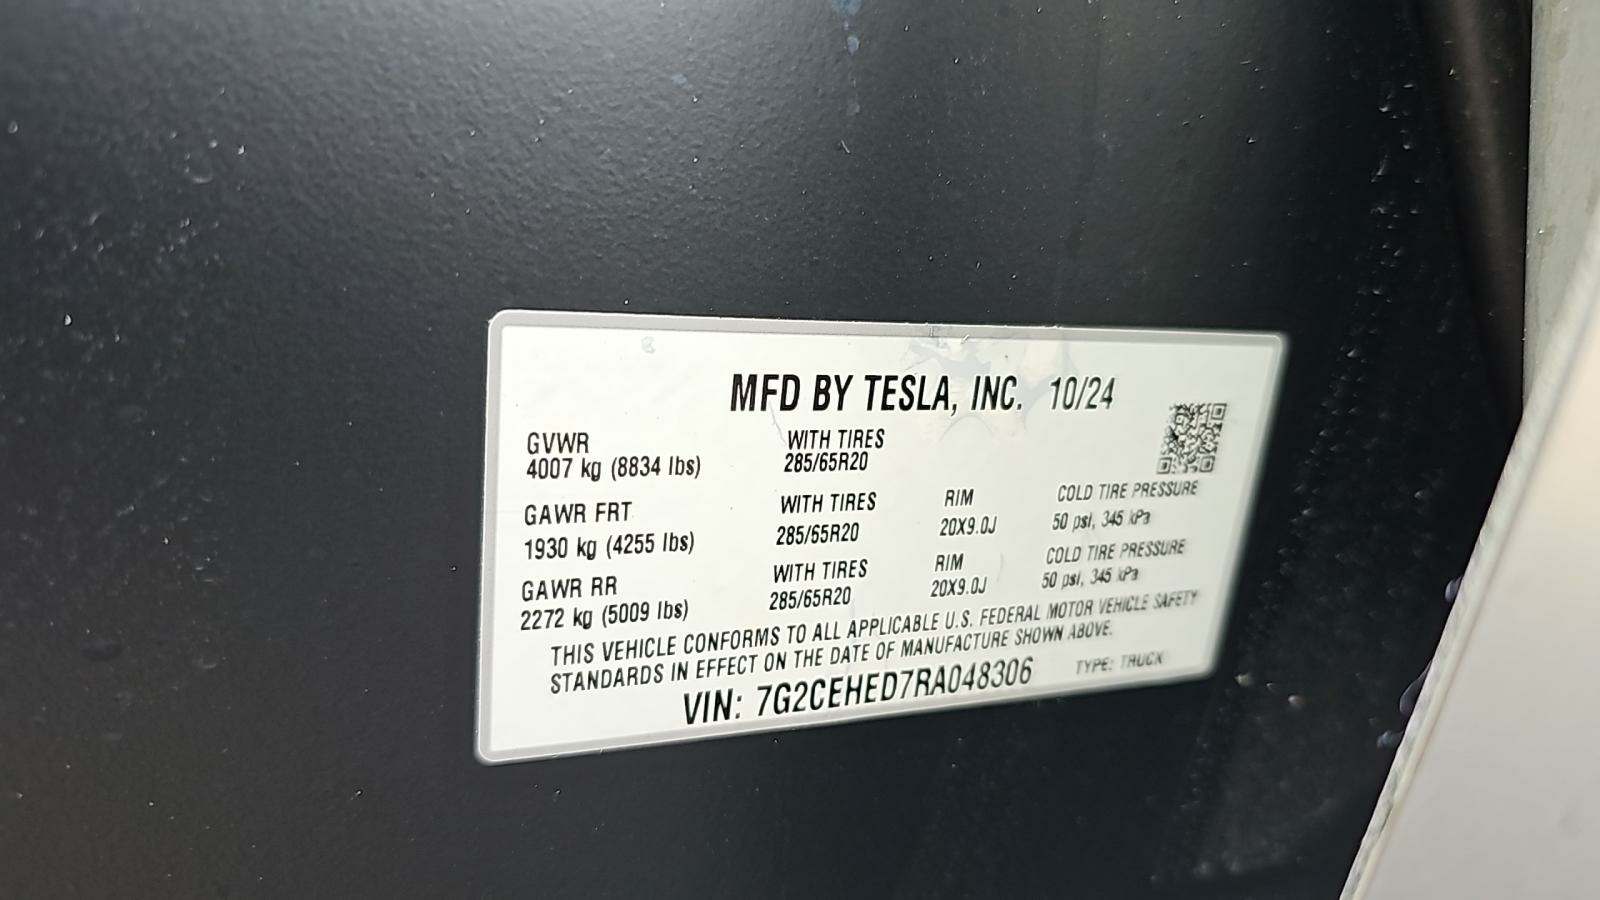 MFD BY TESLA, INC. 10/24
GVWR WITH TIRES
4007 kg (8834 lbs) 285/65R20
GAWR FRT WITH TIRES RIM COLD TIRE PRESSURE
1930 kg (4255 lbs) 285/65R20 20X9.0J 50 psi, 345 kPa
GAWR RR WITH TIRES RIM COLD TIRE PRESSURE
2272 kg (5009 lbs) 285/65R20 20X9.0J 50 psi, 345 kPa
THIS VEHICLE CONFORMS TO ALL APPLICABLE U.S. FEDERAL MOTOR VEHICLE SAFETY
STANDARDS IN EFFECT ON THE DATE OF MANUFACTURE SHOWN ABOVE.
VIN: 7G2CEHED7RA048306 TYPE: TRUCK